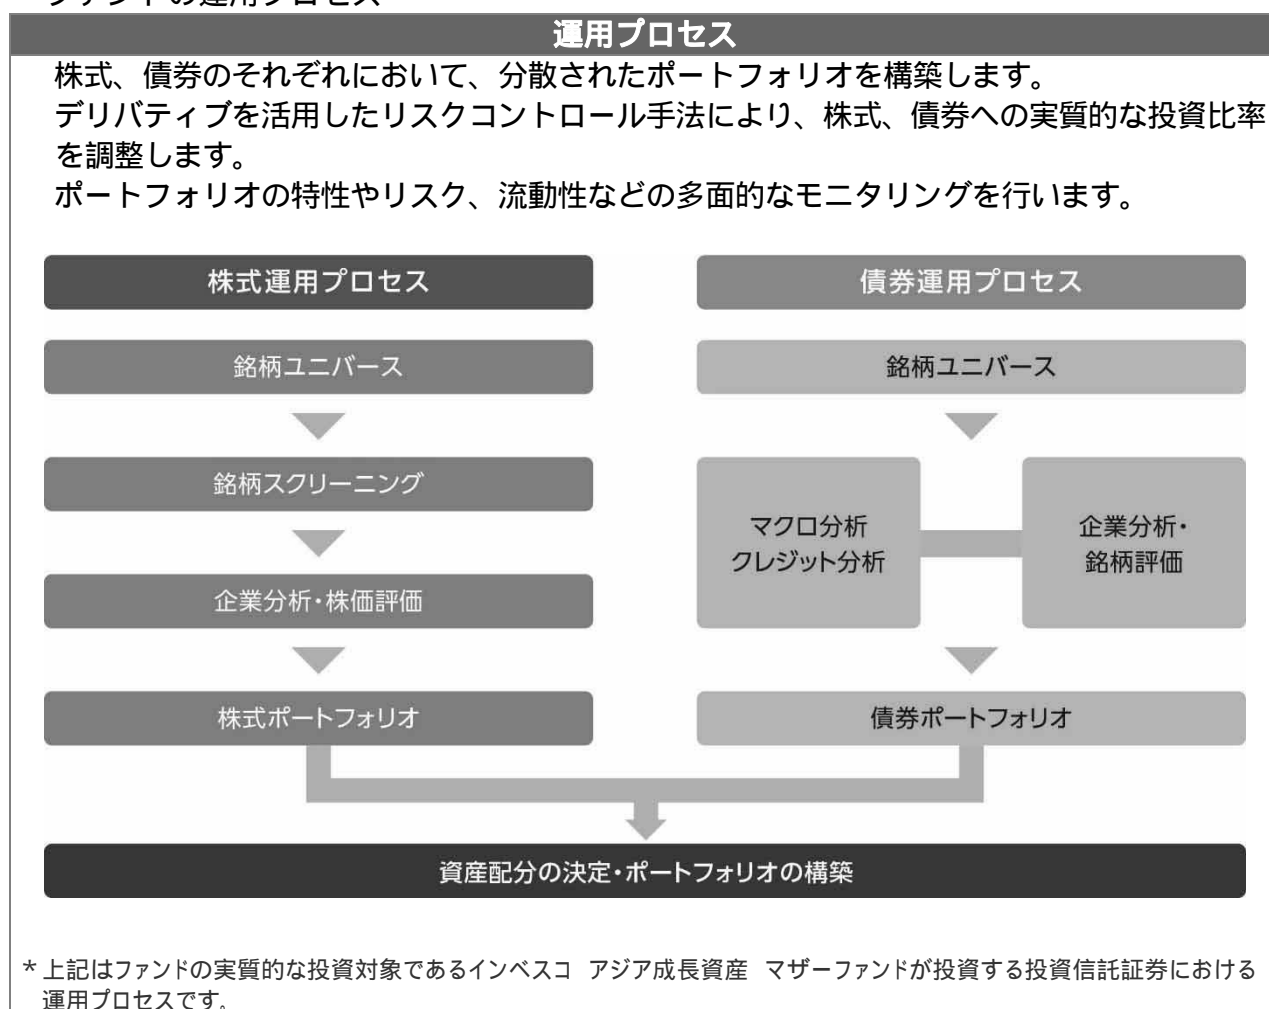 ファンドの運用プロセス
運用プロセス
株式、債券のそれぞれにおいて、分散されたポートフォリオを構築します。
デリバティブを活用したリスクコントロール手法により、株式、債券への実質的な投資比率
を調整します。
ポートフォリオの特性やリスク、流動性などの多面的なモニタリングを行います。
株式運用プロセス
銘柄ユニバース
銘柄スクリーニング
企業分析・株価評価
株式ポートフォリオ
債券運用プロセス
銘柄ユニバース
マクロ分析
クレジット分析
企業分析・
銘柄評価
債券ポートフォリオ
資産配分の決定・ポートフォリオの構築
*上記はファンドの実質的な投資対象であるインベスコ アジア成長資産 マザーファンドが投資する投資信託証券における
運用プロセスです。